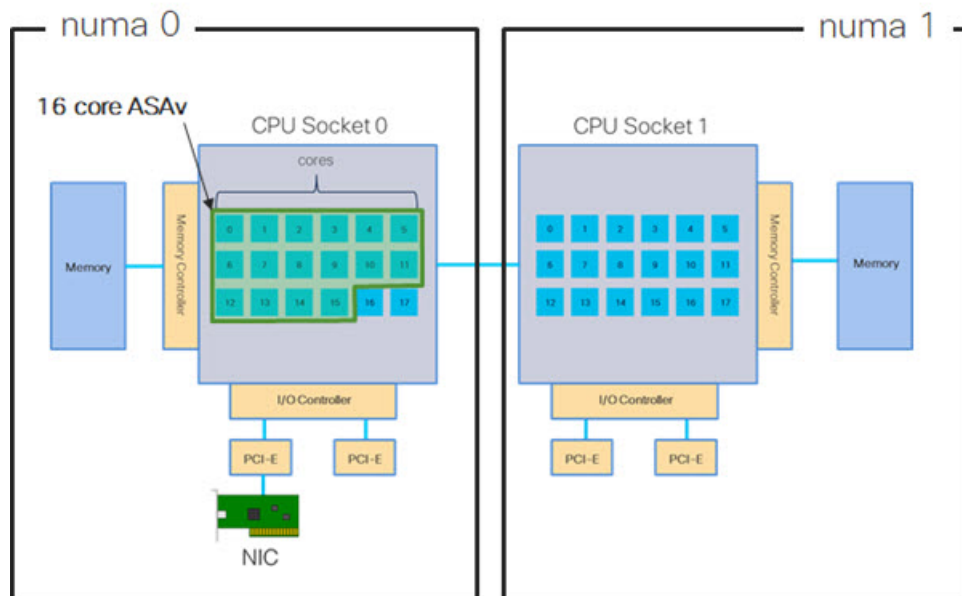 numa 0
numa 1
16 core ASAv
CPU Socket 0
CPU Socket 1
cores
0 1 2 3 4 5
6 7 8 9 10 11
12 13 14 15 16 17
0 1 2 3 4 5
6 7 8 9 10 11
12 13 14 15 16 17
Memory
Memory Controller
Memory Controller
Memory
I/O Controller
I/O Controller
PCI-E
PCI-E
PCI-E
PCI-E
NIC